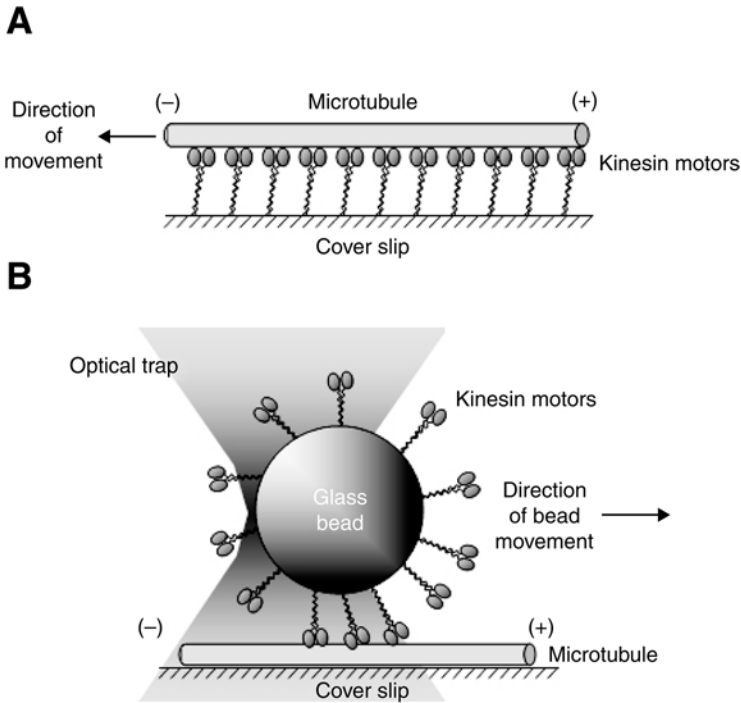 A
(–)
Microtubule
(+)
Direction
of
movement
Kinesin motors
Cover slip
B
Optical trap
Kinesin motors
Glass
bead
Direction
of bead
movement
(–)
(+)
Microtubule
Cover slip